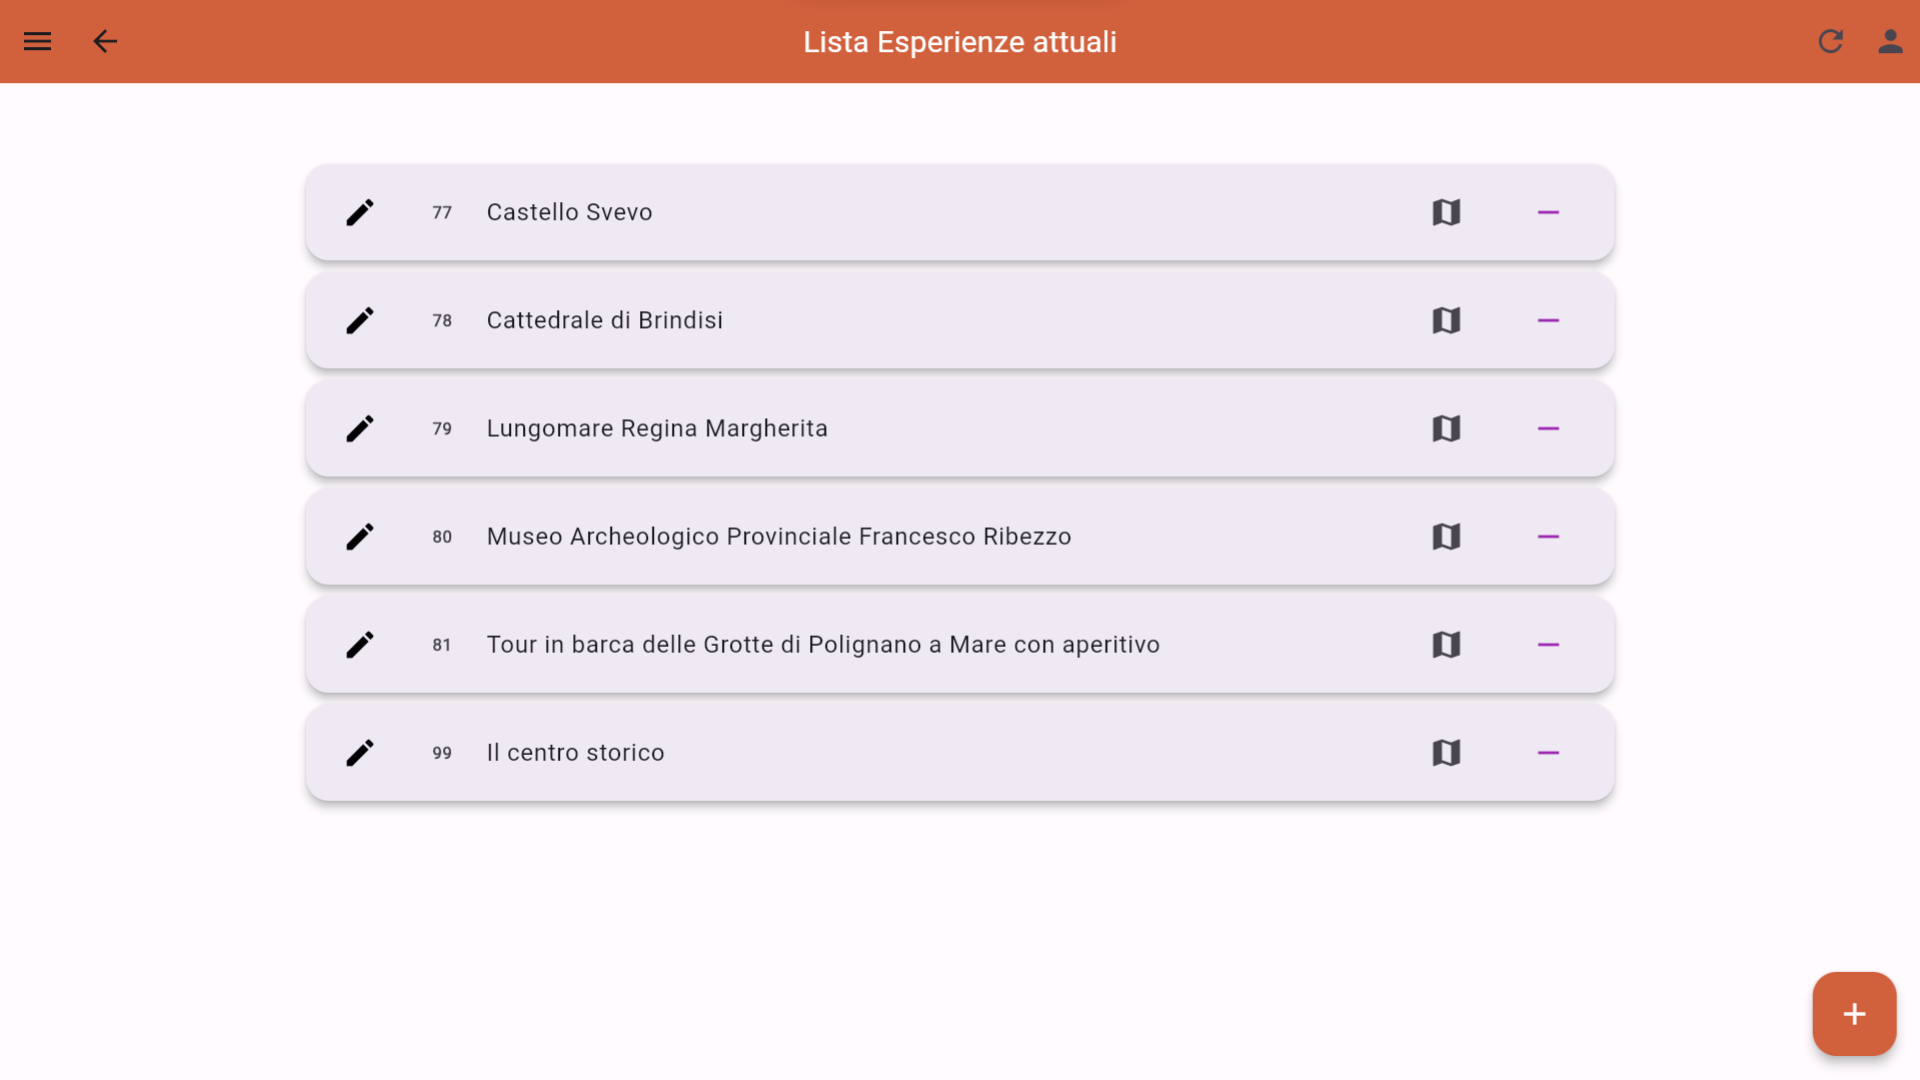 Lista Esperienze attuali
77 Castello Svevo
78 Cattedrale di Brindisi
79 Lungomare Regina Margherita
80 Museo Archeologico Provinciale Francesco Ribezzo
81 Tour in barca delle Grotte di Polignano a Mare con aperitivo
99 Il centro storico